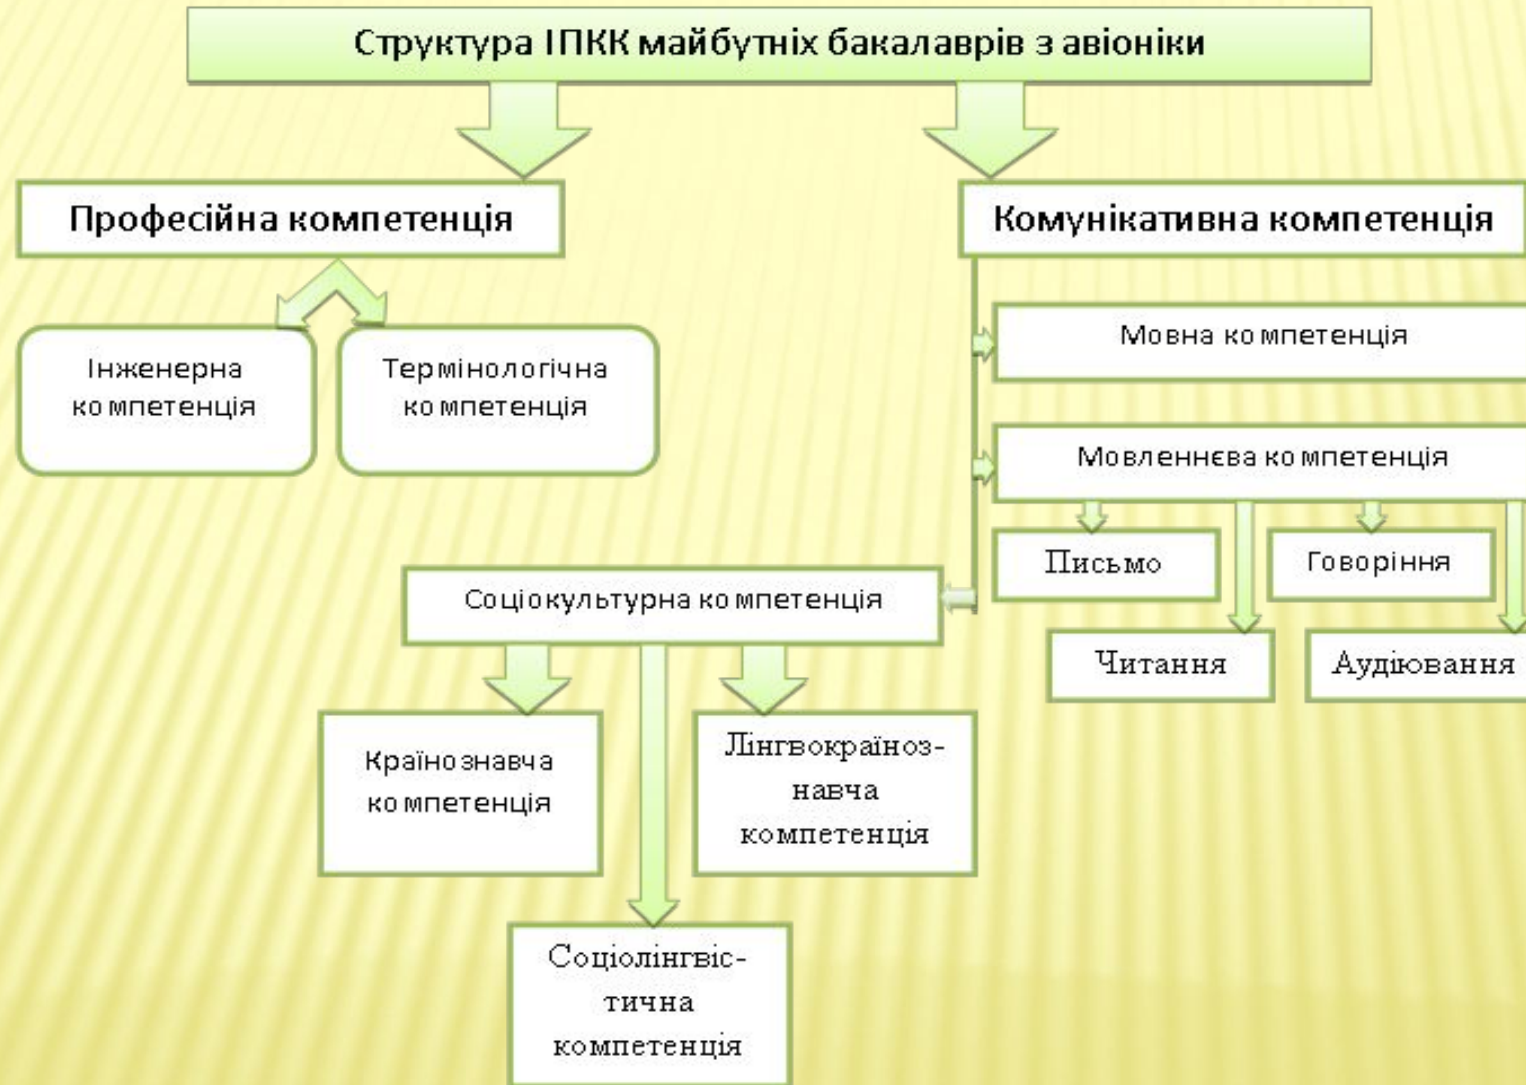 Структура ІПКК майбутніх бакалаврів з авіоніки
Професійна компетенція
Комунікативна компетенція
Інженерна
компетенція
Термінологічна
компетенція
Мовна компетенція
Мовленнєва компетенція
Письмо
Говоріння
Читання
Аудіювання
Соціокультурна компетенція
Країнознавча
компетенція
Лінгвокраїноз-
навча
компетенція
Соціолінгвіс-
тична
компетенція